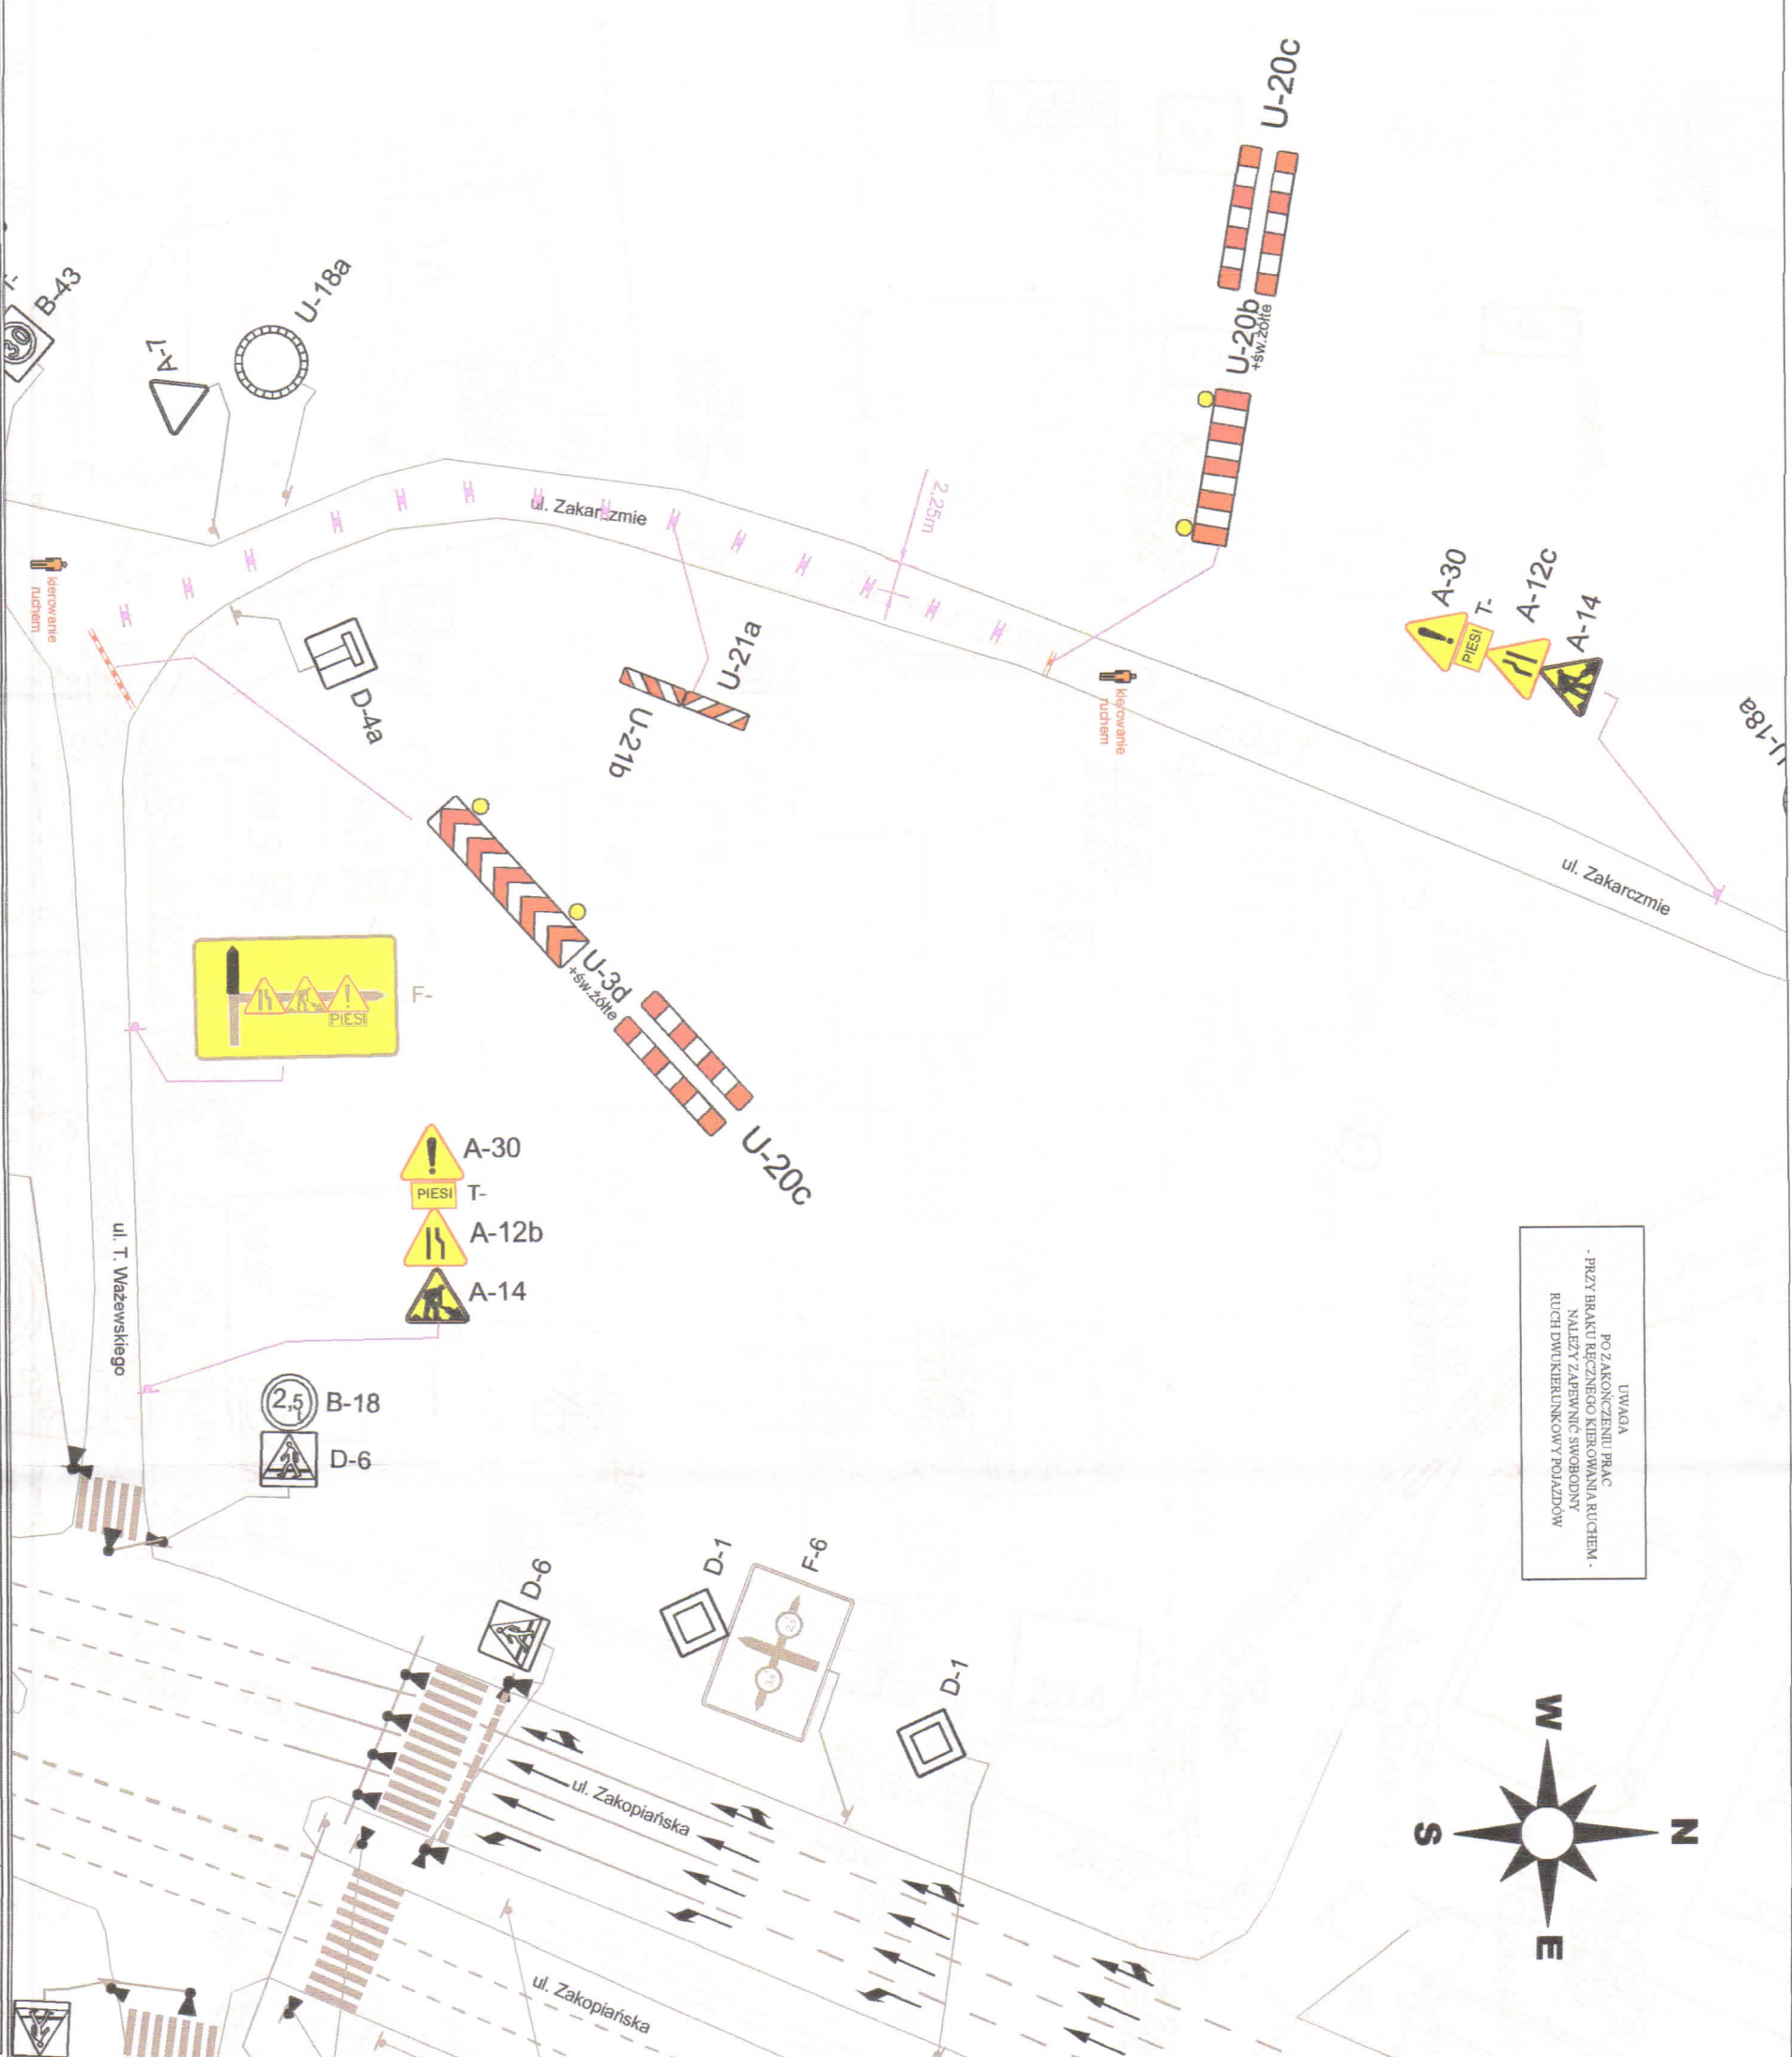 U-20c
U-20b
+św.żółte
B-43
30
A-7
U-18a
ul. Zakarczmie
2,25m
A-30
T-
PIESI
A-12c
A-14
U-18a
kierowanie
ruchem
kierowanie
ruchem
D-4a
U-21a
U-21b
ul. Zakarczmie
U-3d
+św.żółte
U-20c
F-
PIESI
A-30
PIESI
T-
A-12b
A-14
ul. T. Ważewskiego
2,5
t
B-18
D-6
UWAGA
PO ZAKOŃCZENIU PRAC
- PRZY BRAKU RĘCZNEGO KIEROWANIA RUCHEM -
NALEŻY ZAPEWNIĆ SWOBODNY
RUCH DWUKIERUNKOWY POJAZDÓW
D-6
D-1
F-6
D-1
ul. Zakopiańska
ul. Zakopiańska
W
N
S
E